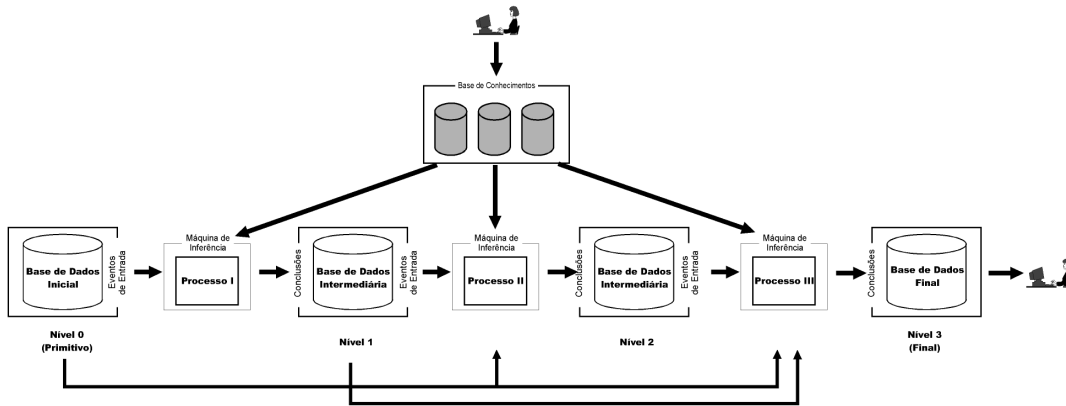 Base de Conhecimentos
Máquina de
Inferência
Máquina de
Inferência
Máquina de
Inferência
Base de Dados
Inicial
Eventos
de Entrada
Processo I
Conclusões
Base de Dados
Intermediária
Eventos
de Entrada
Processo II
Conclusões
Base de Dados
Intermediária
Eventos
de Entrada
Processo III
Conclusões
Base de Dados
Final
Nível 0
(Primitivo)
Nível 1
Nível 2
Nível 3
(Final)